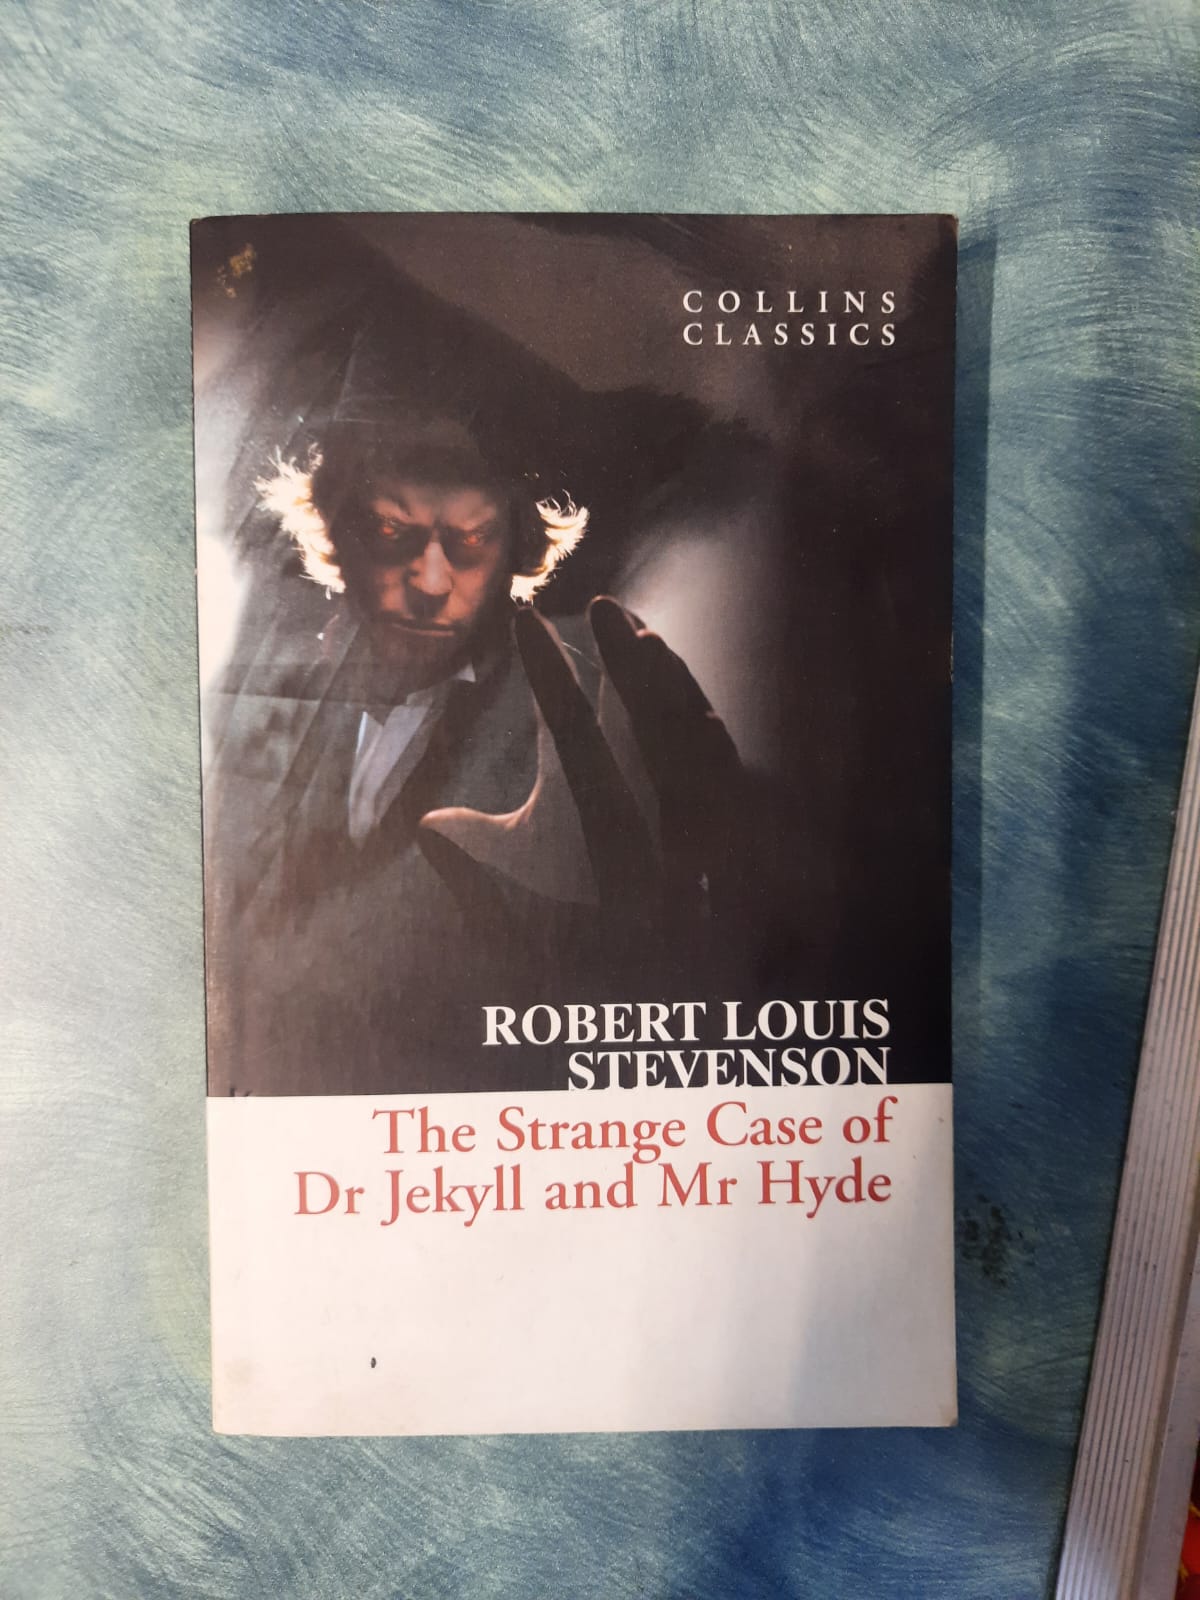 COLLINS
CLASSICS
ROBERT LOUIS
STEVENSON
The Strange Case of
Dr Jekyll and Mr Hyde